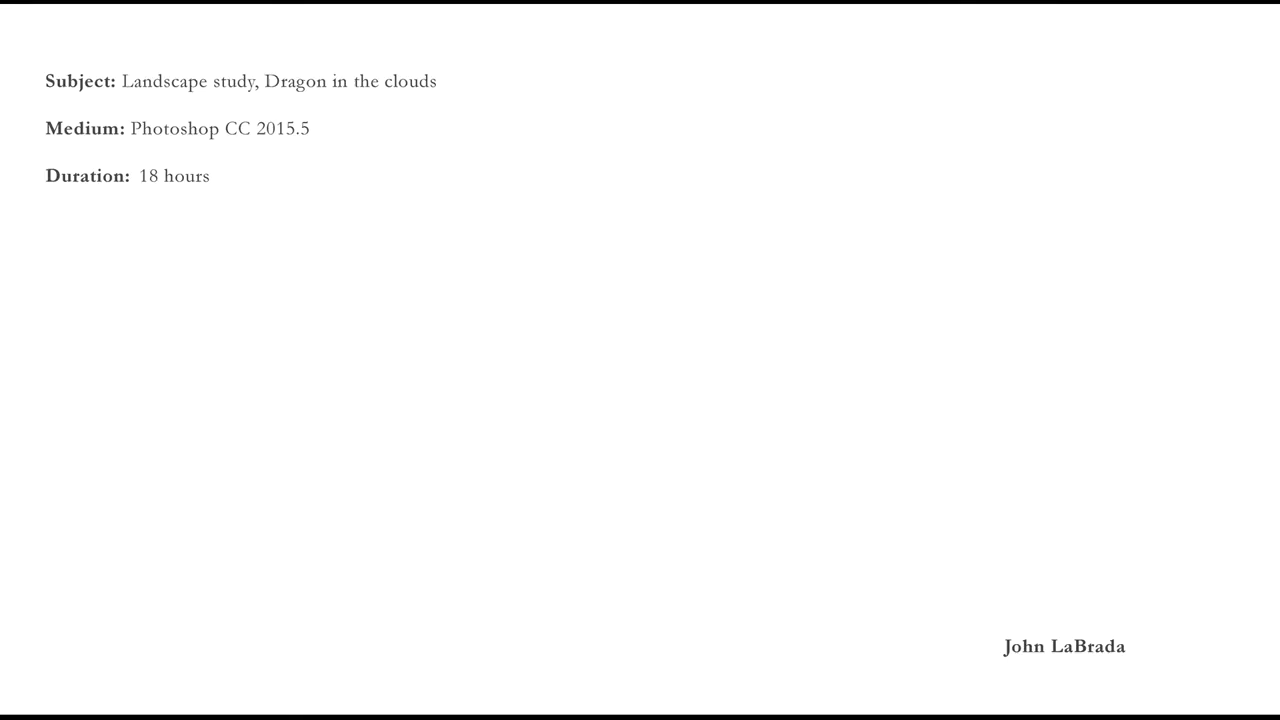 Subject: Landscape study, Dragon in the clouds
Medium: Photoshop CC 2015.5
Duration: 18 hours
John LaBrada